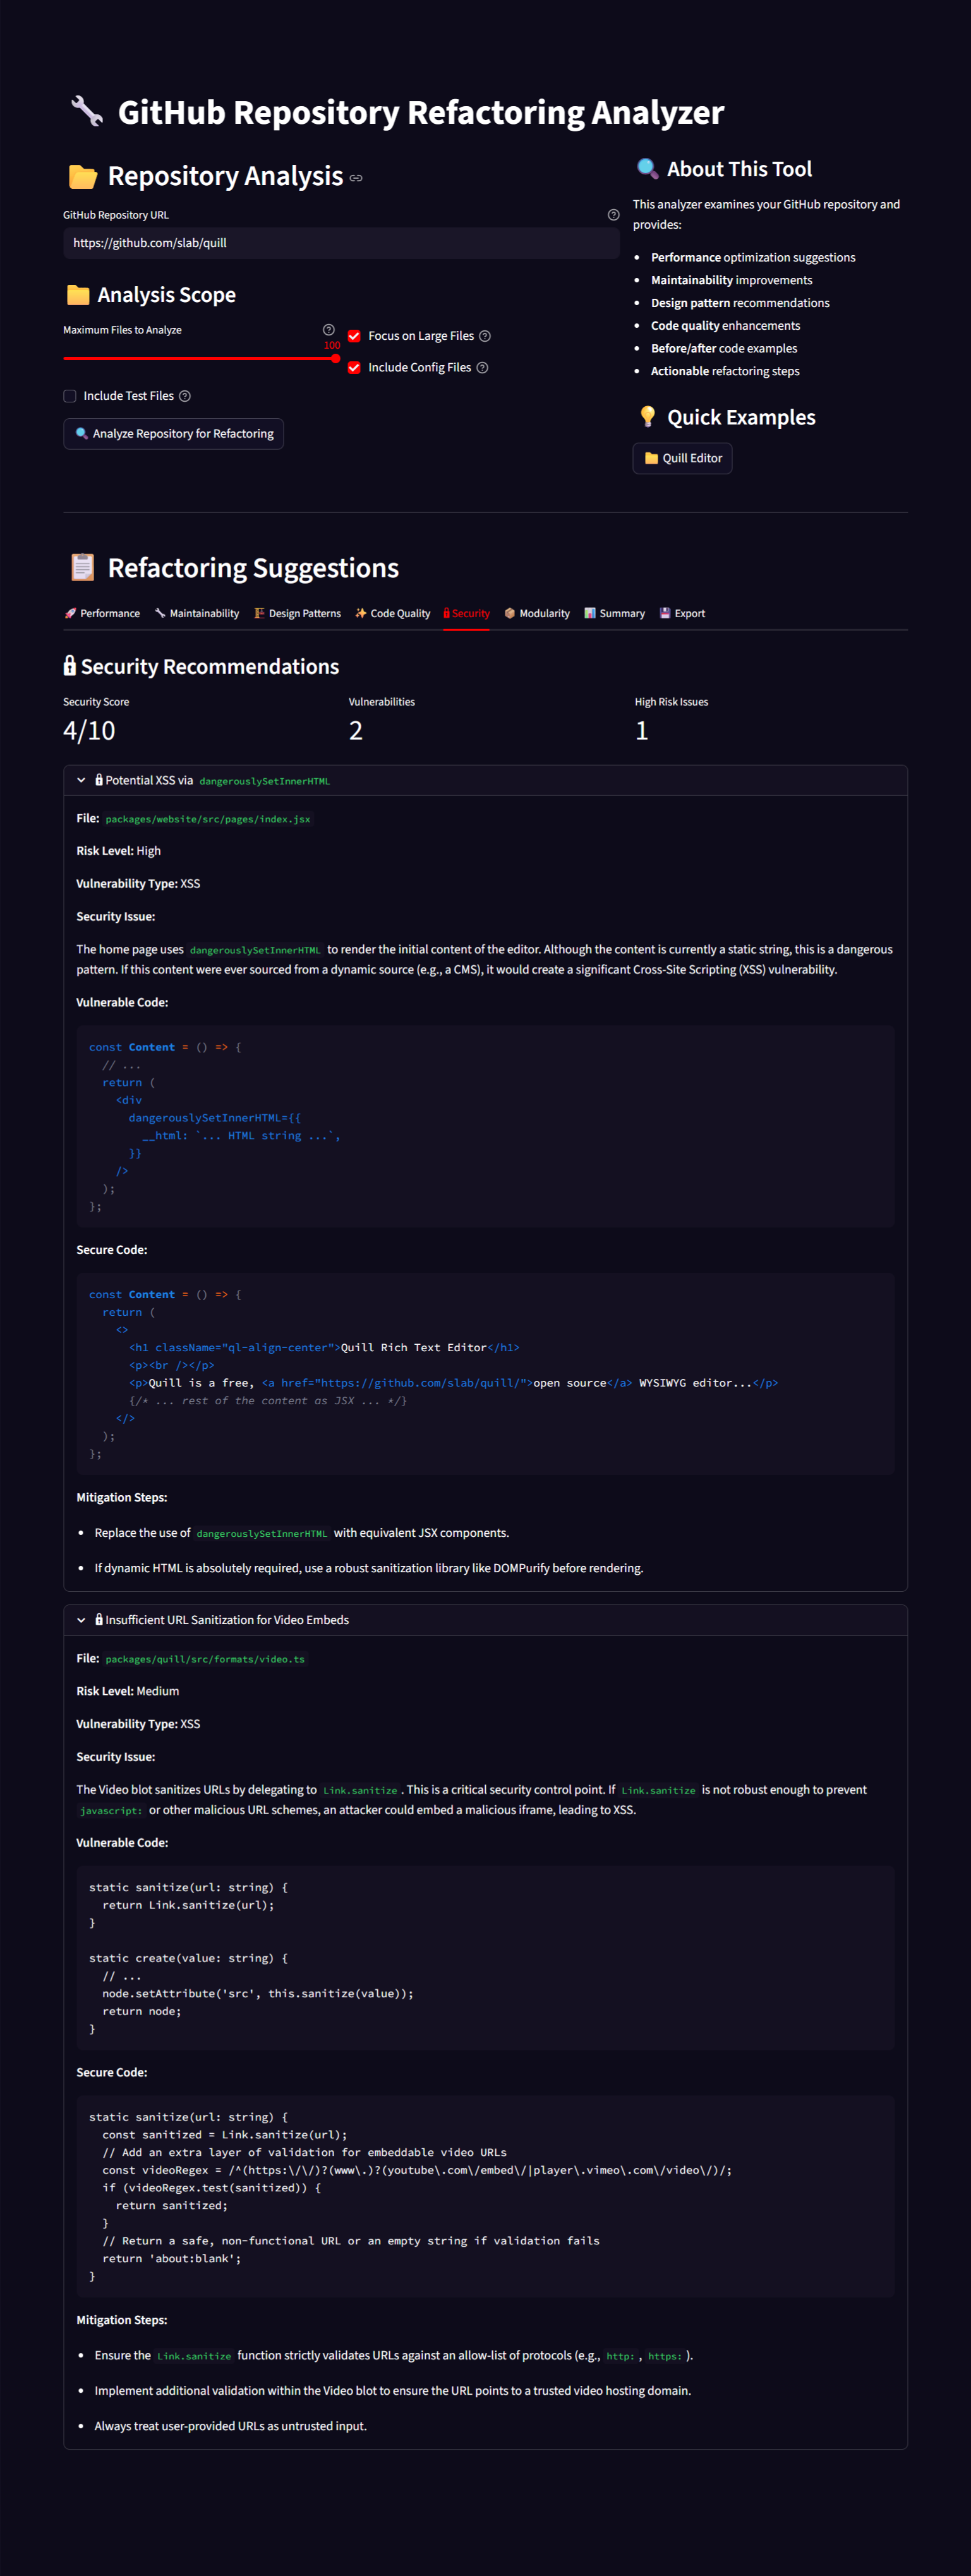 GitHub Repository Refactoring Analyzer
Repository Analysis
GitHub Repository URL
https://github.com/slab/quill
Analysis Scope
Maximum Files to Analyze
100
Focus on Large Files
Include Config Files
Include Test Files
Analyze Repository for Refactoring
About This Tool
This analyzer examines your GitHub repository and
provides:
• Performance optimization suggestions
• Maintainability improvements
• Design pattern recommendations
• Code quality enhancements
• Before/after code examples
• Actionable refactoring steps
Quick Examples
Quill Editor
Refactoring Suggestions
Performance Maintainability Design Patterns Code Quality Security Modularity Summary Export
Security Recommendations
Security Score
4/10
Vulnerabilities
2
High Risk Issues
1
Potential XSS via dangerouslySetInnerHTML
File: packages/website/src/pages/index.jsx
Risk Level: High
Vulnerability Type: XSS
Security Issue:
The home page uses dangerouslySetInnerHTML to render the initial content of the editor. Although the content is currently a static string, this is a dangerous
pattern. If this content were ever sourced from a dynamic source (e.g., a CMS), it would create a significant Cross-Site Scripting (XSS) vulnerability.
Vulnerable Code:
const Content = () => {
  // ...
  return (
    <div
      dangerouslySetInnerHTML={{
        __html: `... HTML string ...`,
      }}
    />
  );
};
Secure Code:
const Content = () => {
  return (
    <>
      <h1 className="ql-align-center">Quill Rich Text Editor</h1>
      <p><br /></p>
      <p>Quill is a free, <a href="https://github.com/slab/quill/">open source</a> WYSIWYG editor...</p>
      {/* ... rest of the content as JSX ... */}
    </>
  );
};
Mitigation Steps:
• Replace the use of dangerouslySetInnerHTML with equivalent JSX components.
• If dynamic HTML is absolutely required, use a robust sanitization library like DOMPurify before rendering.
Insufficient URL Sanitization for Video Embeds
File: packages/quill/src/formats/video.ts
Risk Level: Medium
Vulnerability Type: XSS
Security Issue:
The Video blot sanitizes URLs by delegating to Link.sanitize. This is a critical security control point. If Link.sanitize is not robust enough to prevent
javascript: or other malicious URL schemes, an attacker could embed a malicious iframe, leading to XSS.
Vulnerable Code:
static sanitize(url: string) {
  return Link.sanitize(url);
}
static create(value: string) {
  // ...
  node.setAttribute('src', this.sanitize(value));
  return node;
}
Secure Code:
static sanitize(url: string) {
  const sanitized = Link.sanitize(url);
  // Add an extra layer of validation for embeddable video URLs
  const videoRegex = /^(https:\/\/)?(www\.)?(youtube\.com\/embed\/|player\.vimeo\.com\/video\/)/;
  if (videoRegex.test(sanitized)) {
    return sanitized;
  }
  // Return a safe, non-functional URL or an empty string if validation fails
  return 'about:blank';
}
Mitigation Steps:
• Ensure the Link.sanitize function strictly validates URLs against an allow-list of protocols (e.g., http:, https:).
• Implement additional validation within the Video blot to ensure the URL points to a trusted video hosting domain.
• Always treat user-provided URLs as untrusted input.